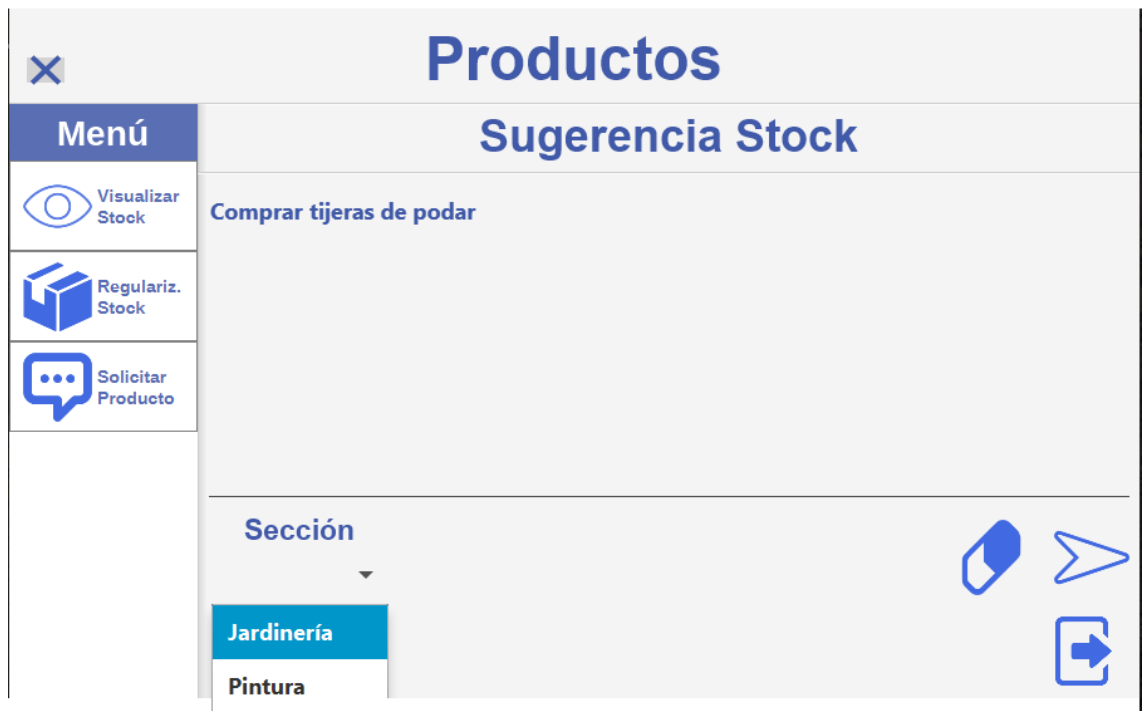 Productos
Menú
Sugerencia Stock
Visualizar
Stock
Comprar tijeras de podar
Regulariz.
Stock
Solicitar
Producto
Sección
Jardinería
Pintura